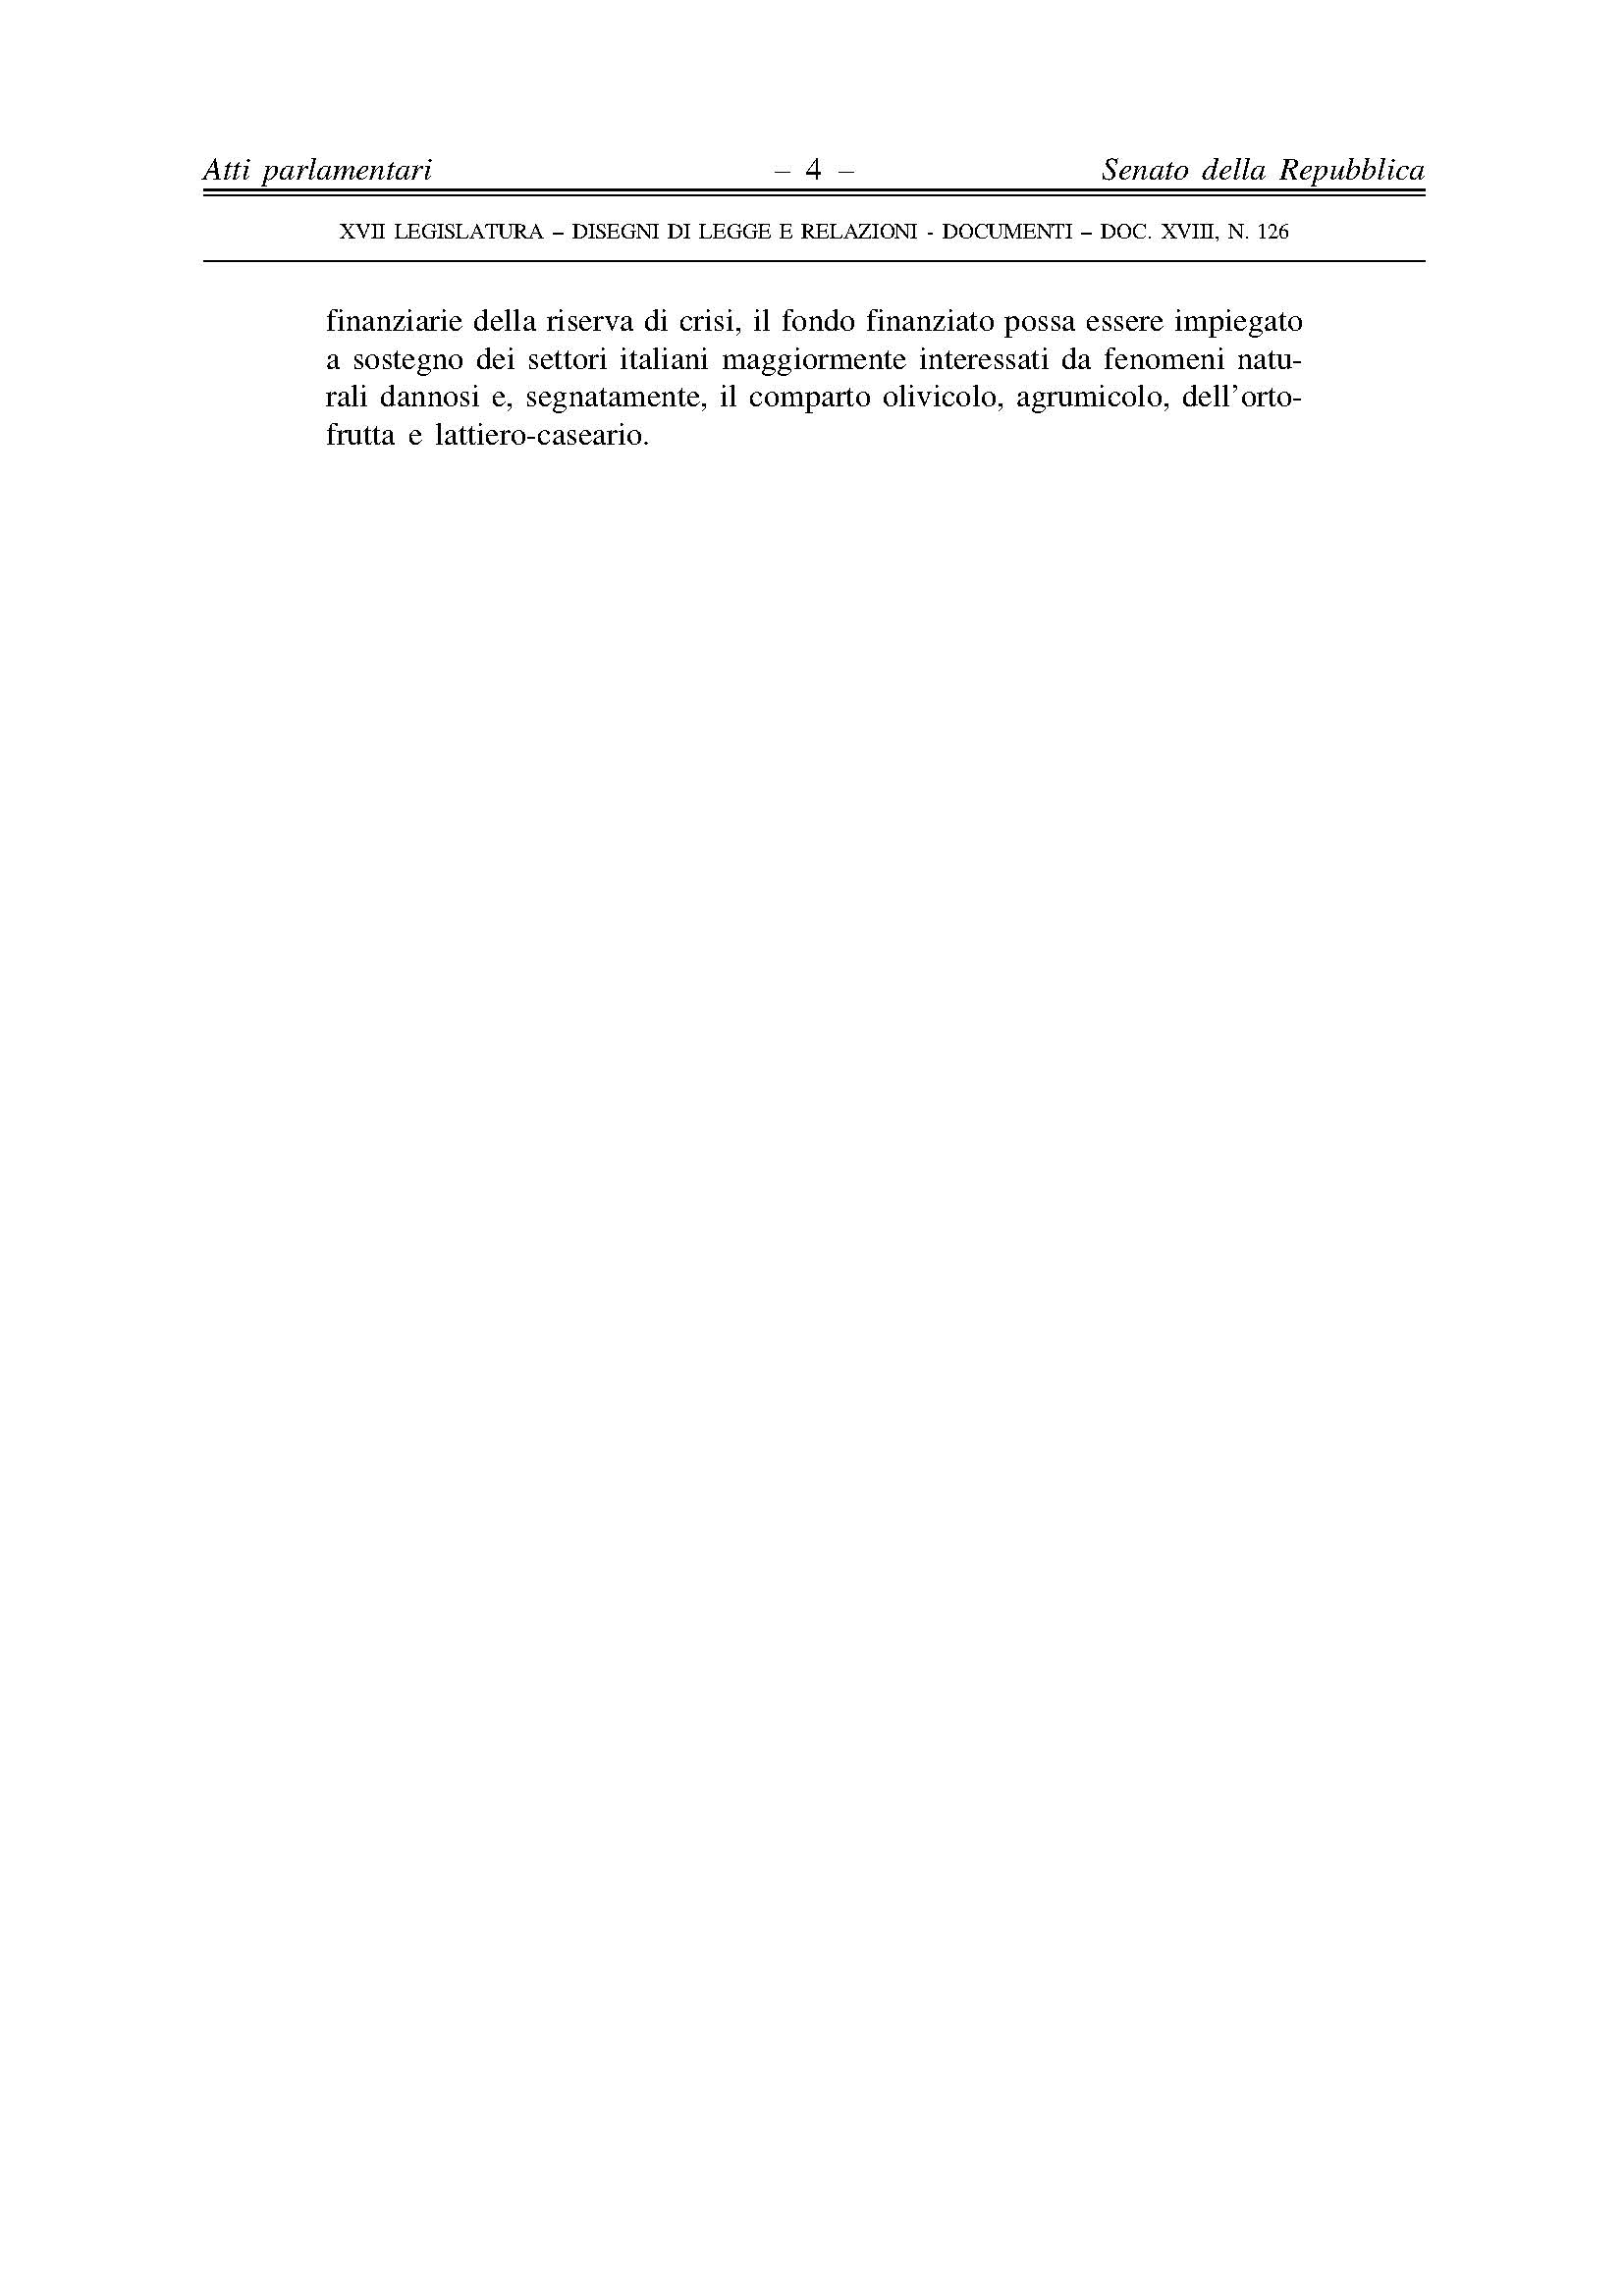 Atti parlamentari – 4 – Senato della Repubblica
XVII LEGISLATURA – DISEGNI DI LEGGE E RELAZIONI - DOCUMENTI – DOC. XVIII, N. 126
finanziarie della riserva di crisi, il fondo finanziato possa essere impiegato
a sostegno dei settori italiani maggiormente interessati da fenomeni natu-
rali dannosi e, segnatamente, il comparto olivicolo, agrumicolo, dell'orto-
frutta e lattiero-caseario.